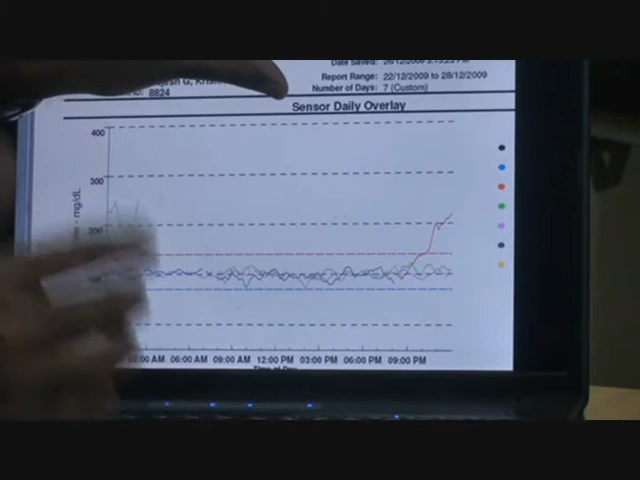 Report Range: 22/12/2009 to 28/12/2009
Number of Days: 7 (Custom)
8824
Sensor Daily Overlay
400
300
200
mg/dL
06:00 AM 09:00 AM 12:00 PM 03:00 PM 06:00 PM 09:00 PM